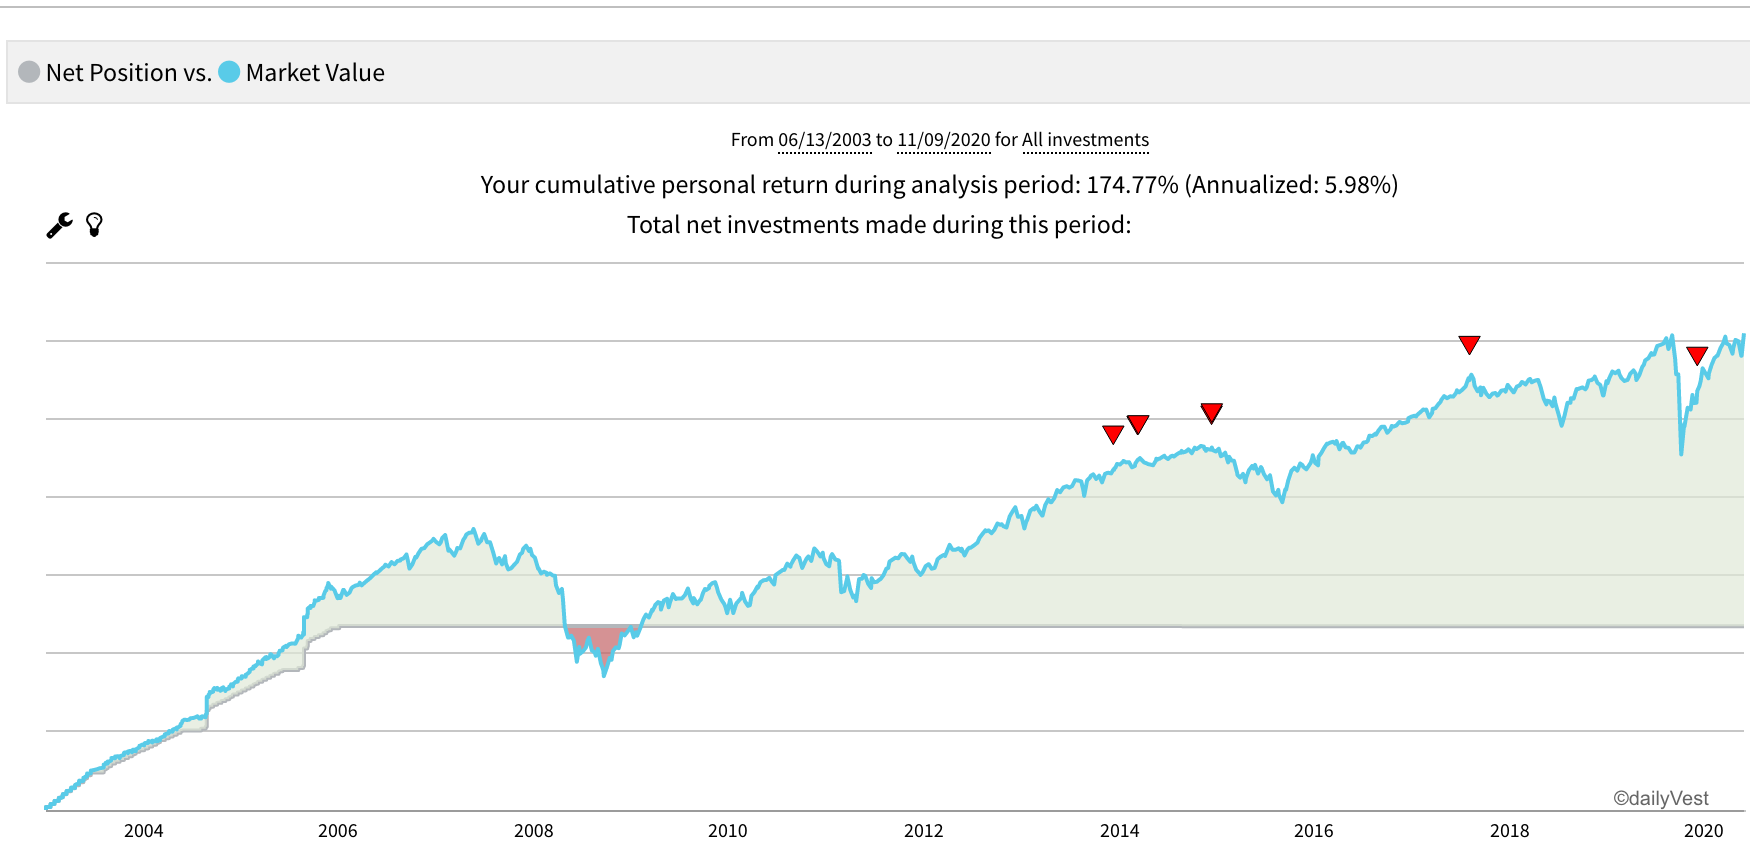 Net Position vs. Market Value
From 06/13/2003 to 11/09/2020 for All investments
Your cumulative personal return during analysis period: 174.77% (Annualized: 5.98%)
Total net investments made during this period:
©dailyVest
2004 2006 2008 2010 2012 2014 2016 2018 2020